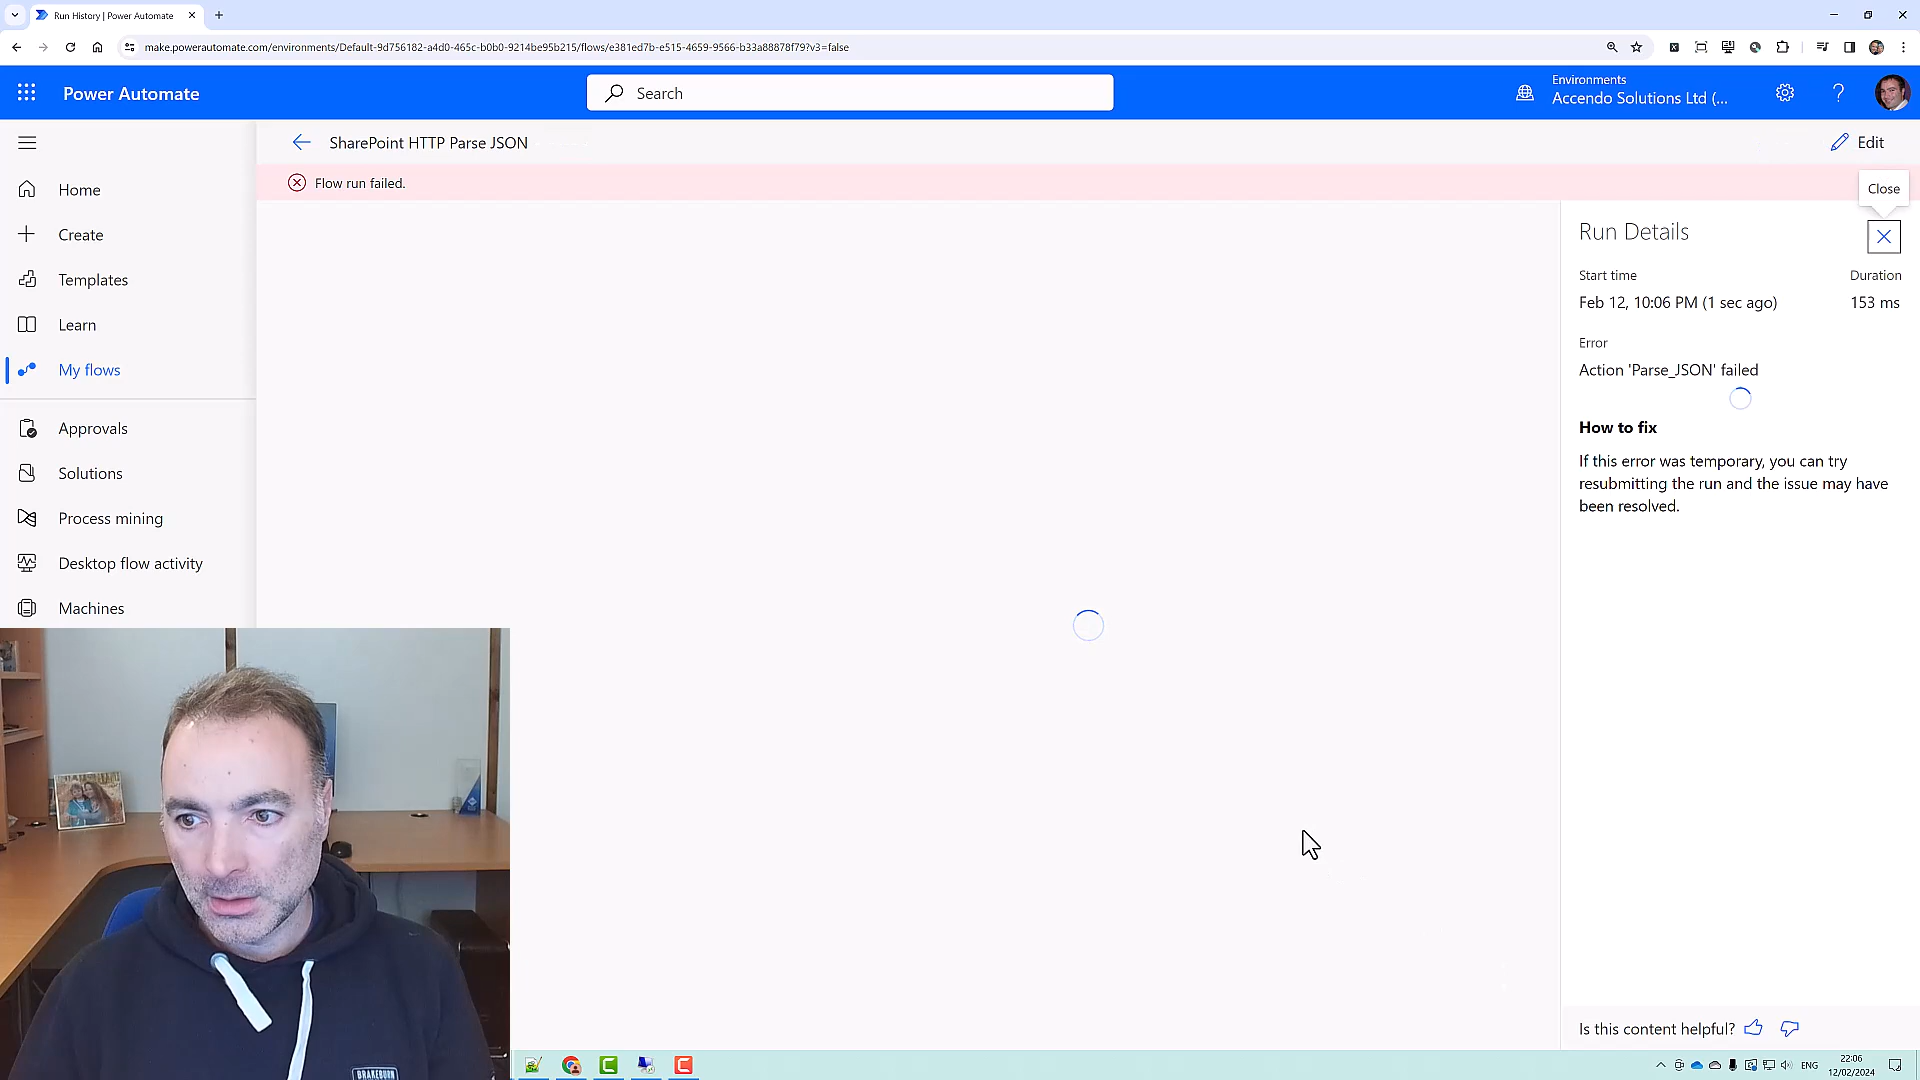 Run History | Power Automate
make.powerautomate.com/environments/Default-9d756182-a4d0-465c-b0b0-9214be95b215/flows/e381ed7b-e515-4659-9566-b33a88878f79?v3=false
Power Automate
Search
Environments
Accendo Solutions Ltd (...
SharePoint HTTP Parse JSON
Edit
Flow run failed.
Close
Home
Create
Templates
Learn
My flows
Approvals
Solutions
Process mining
Desktop flow activity
Machines
Run Details
Start time
Duration
Feb 12, 10:06 PM (1 sec ago)
153 ms
Error
Action 'Parse_JSON' failed
How to fix
If this error was temporary, you can try
resubmitting the run and the issue may have
been resolved.
Is this content helpful?
BRAKEBURN
ENG
22:06
12/02/2024